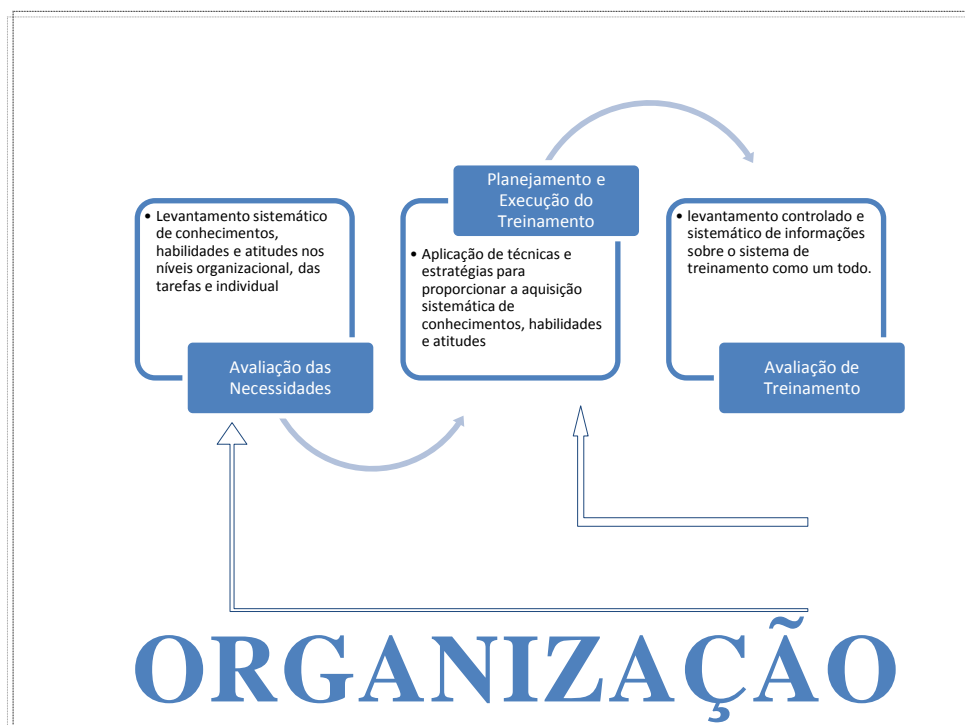 • Levantamento sistemático
de conhecimentos,
habilidades e atitudes nos
níveis organizacional, das
tarefas e individual
Avaliação das
Necessidades
Planejamento e
Execução do
Treinamento
• Aplicação de técnicas e
estratégias para
proporcionar a aquisição
sistemática de
conhecimentos, habilidades
e atitudes
• levantamento controlado e
sistemático de informações
sobre o sistema de
treinamento como um todo.
Avaliação de
Treinamento
ORGANIZAÇÃO